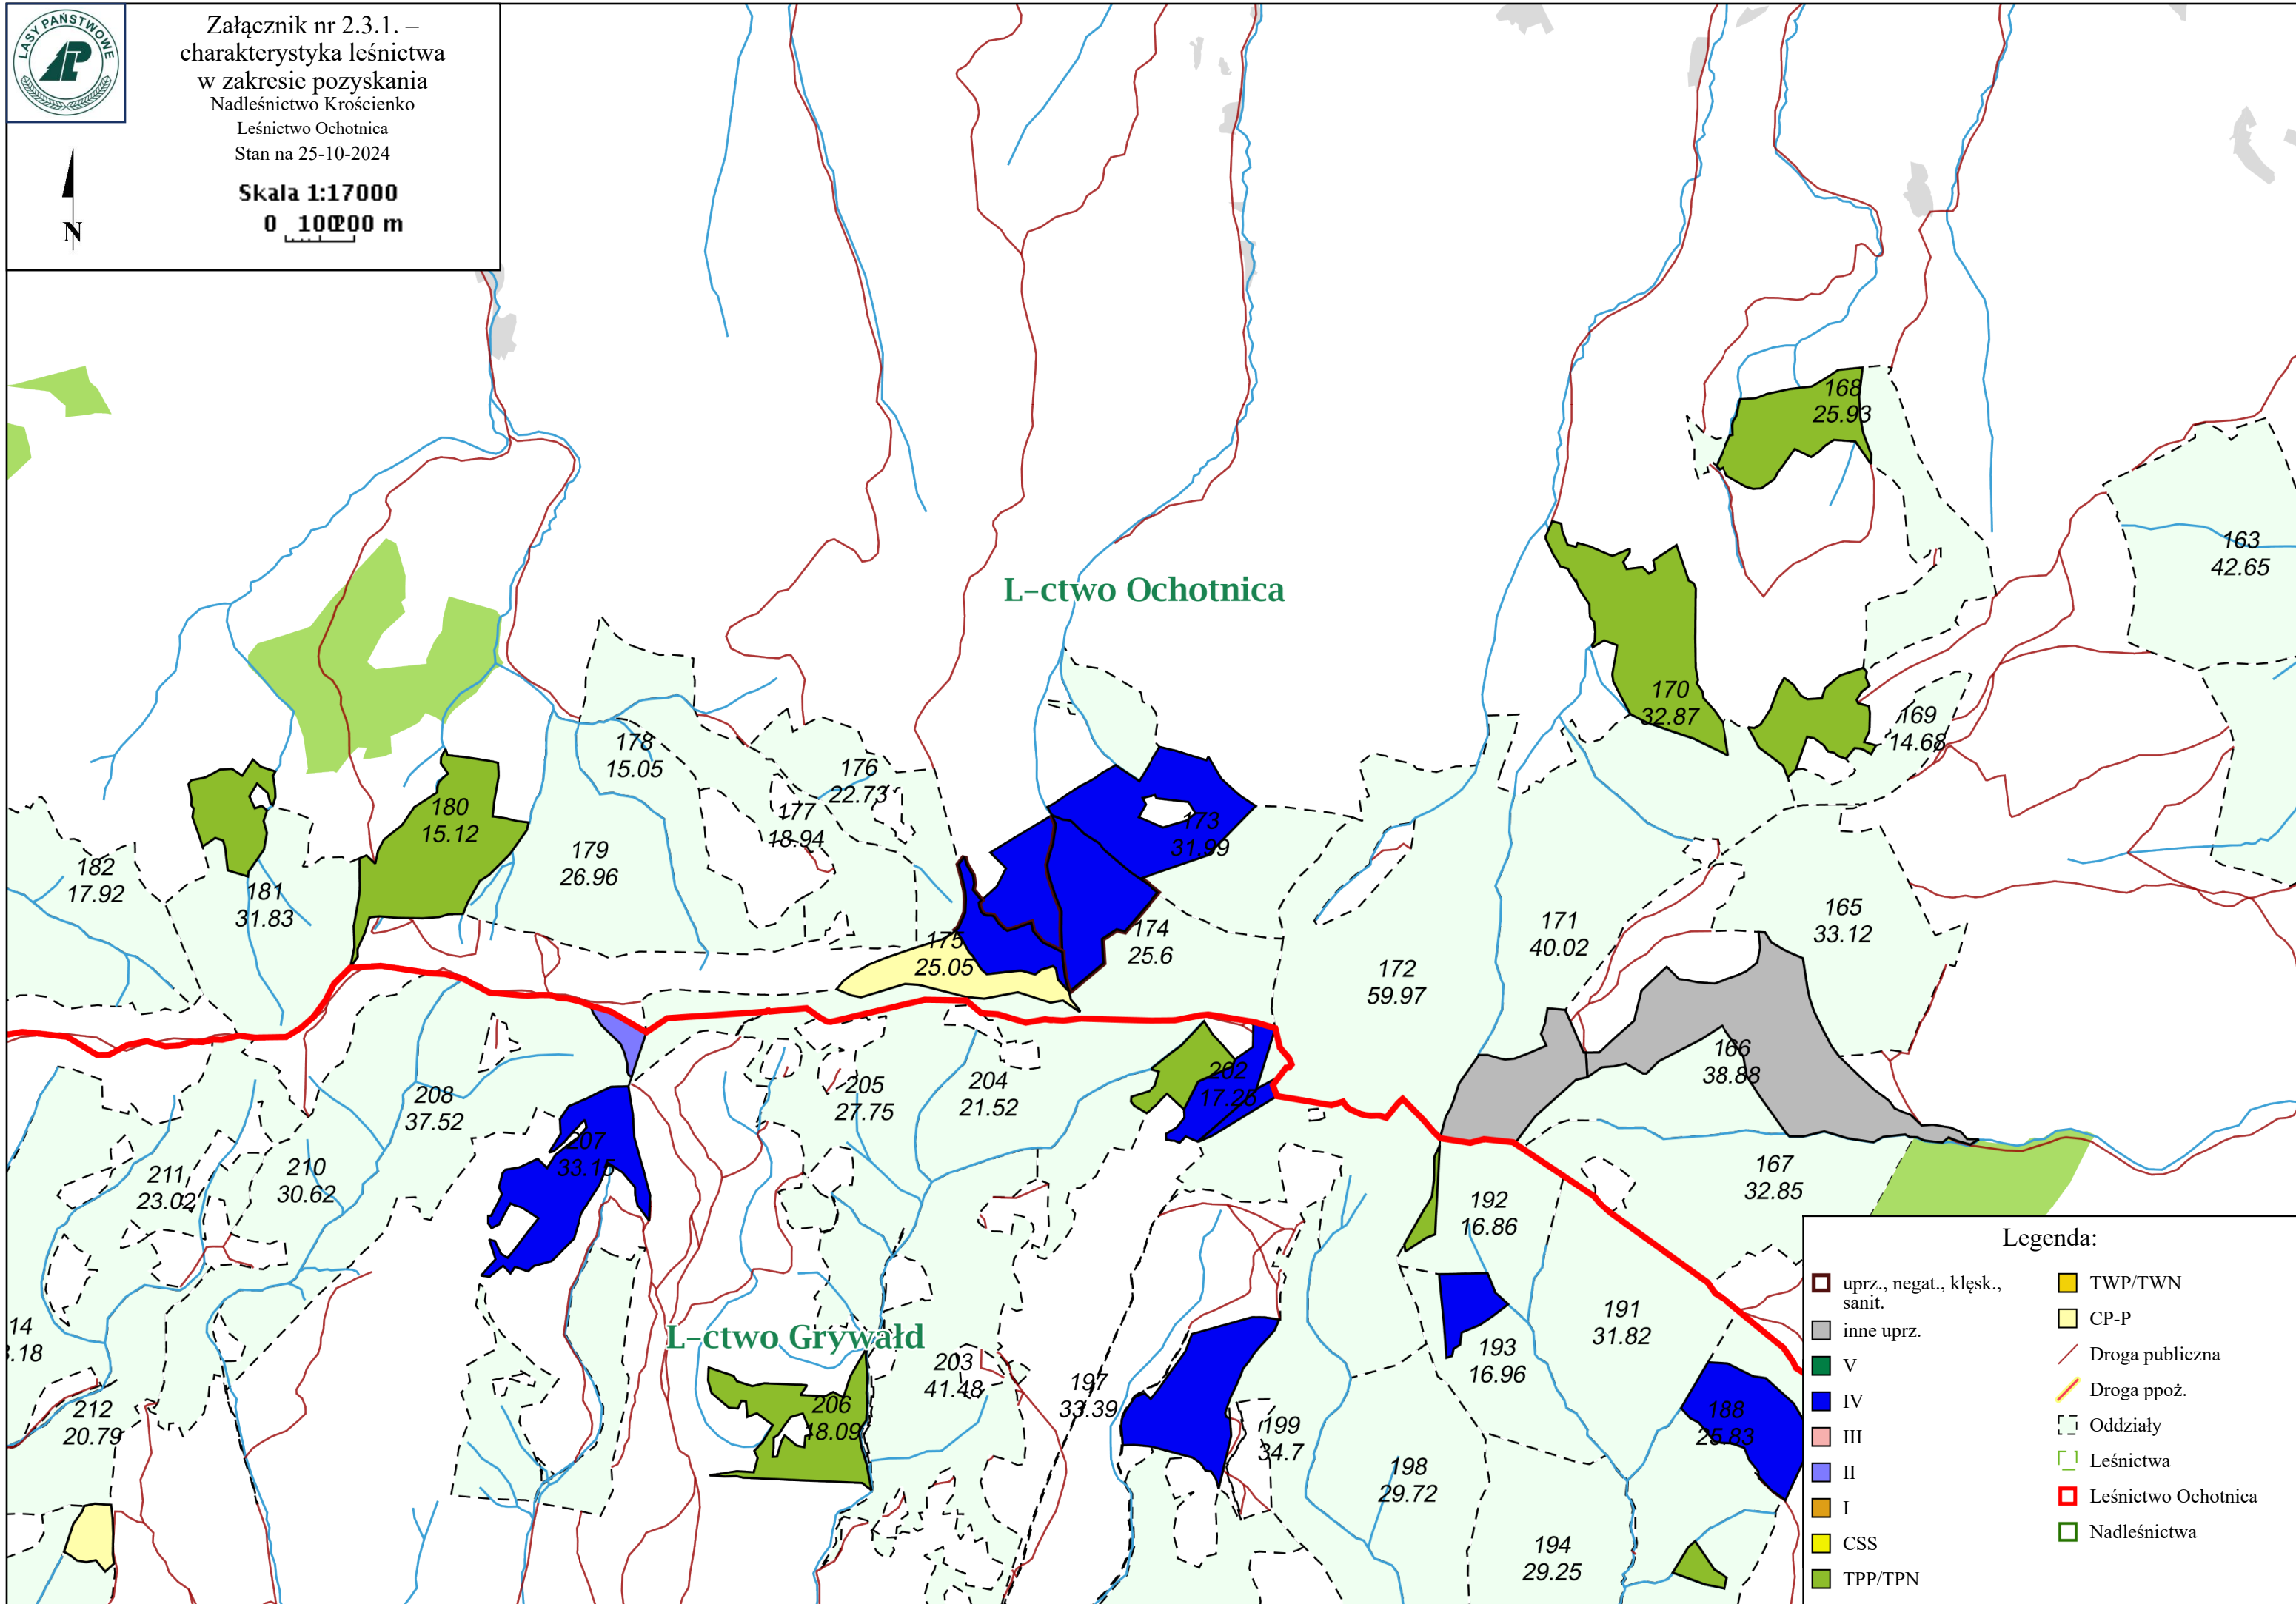 LASY PAŃSTWOWE
Załącznik nr 2.3.1. –
charakterystyka leśnictwa
w zakresie pozyskania
Nadleśnictwo Krościenko
Leśnictwo Ochotnica
Stan na 25-10-2024
Skala 1:17000
0 100 200 m
N
168
25.93
163
42.65
L-ctwo Ochotnica
170
32.87
169
14.68
178
15.05
176
22.73
177
18.94
180
15.12
173
31.99
179
26.96
182
17.92
181
31.83
174
25.6
175
25.05
171
40.02
165
33.12
172
59.97
166
38.88
202
17.25
205
27.75
204
21.52
208
37.52
207
33.15
211
23.02
210
30.62
167
32.85
192
16.86
191
31.82
193
16.96
L-ctwo Grywałd
203
41.48
197
33.39
206
18.09
199
34.7
188
25.83
212
20.79
198
29.72
194
29.25
Legenda:
uprz., negat., klęsk.,
sanit.
inne uprz.
V
IV
III
II
I
CSS
TPP/TPN
TWP/TWN
CP-P
Droga publiczna
Droga ppoż.
Oddziały
Leśnictwa
Leśnictwo Ochotnica
Nadleśnictwa